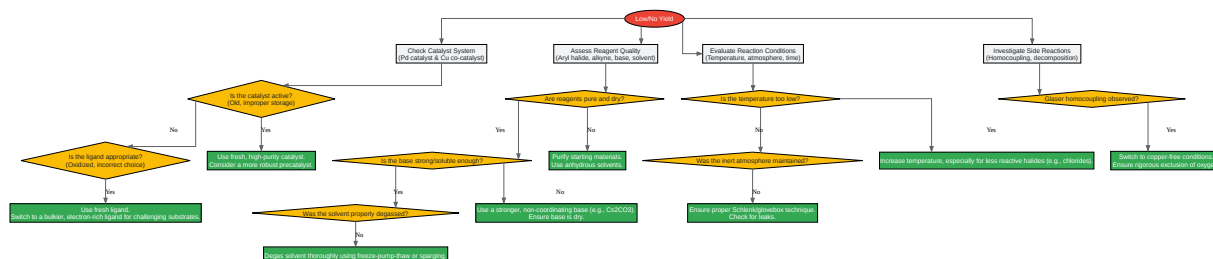 Low/No Yield
Check Catalyst System
(Pd catalyst & Cu co-catalyst)
Assess Reagent Quality
(Aryl halide, alkyne, base, solvent)
Evaluate Reaction Conditions
(Temperature, atmosphere, time)
Investigate Side Reactions
(Homocoupling, decomposition)
Is the catalyst active?
(Old, improper storage)
Are reagents pure and dry?
Is the temperature too low?
Glaser homocoupling observed?
No
Yes
Yes
No
No
Yes
Yes
Is the ligand appropriate?
(Oxidized, incorrect choice)
Use fresh, high-purity catalyst.
Consider a more robust precatalyst.
Is the base strong/soluble enough?
Purify starting materials.
Use anhydrous solvents.
Was the inert atmosphere maintained?
Increase temperature, especially for less reactive halides (e.g., chlorides).
Switch to copper-free conditions.
Ensure rigorous exclusion of oxyge
Yes
Yes
No
No
Use fresh ligand.
Switch to a bulkier, electron-rich ligand for challenging substrates.
Was the solvent properly degassed?
Use a stronger, non-coordinating base (e.g., Cs2CO3).
Ensure base is dry.
Ensure proper Schlenk/glovebox technique.
Check for leaks.
No
Degas solvent thoroughly using freeze-pump-thaw or sparging.